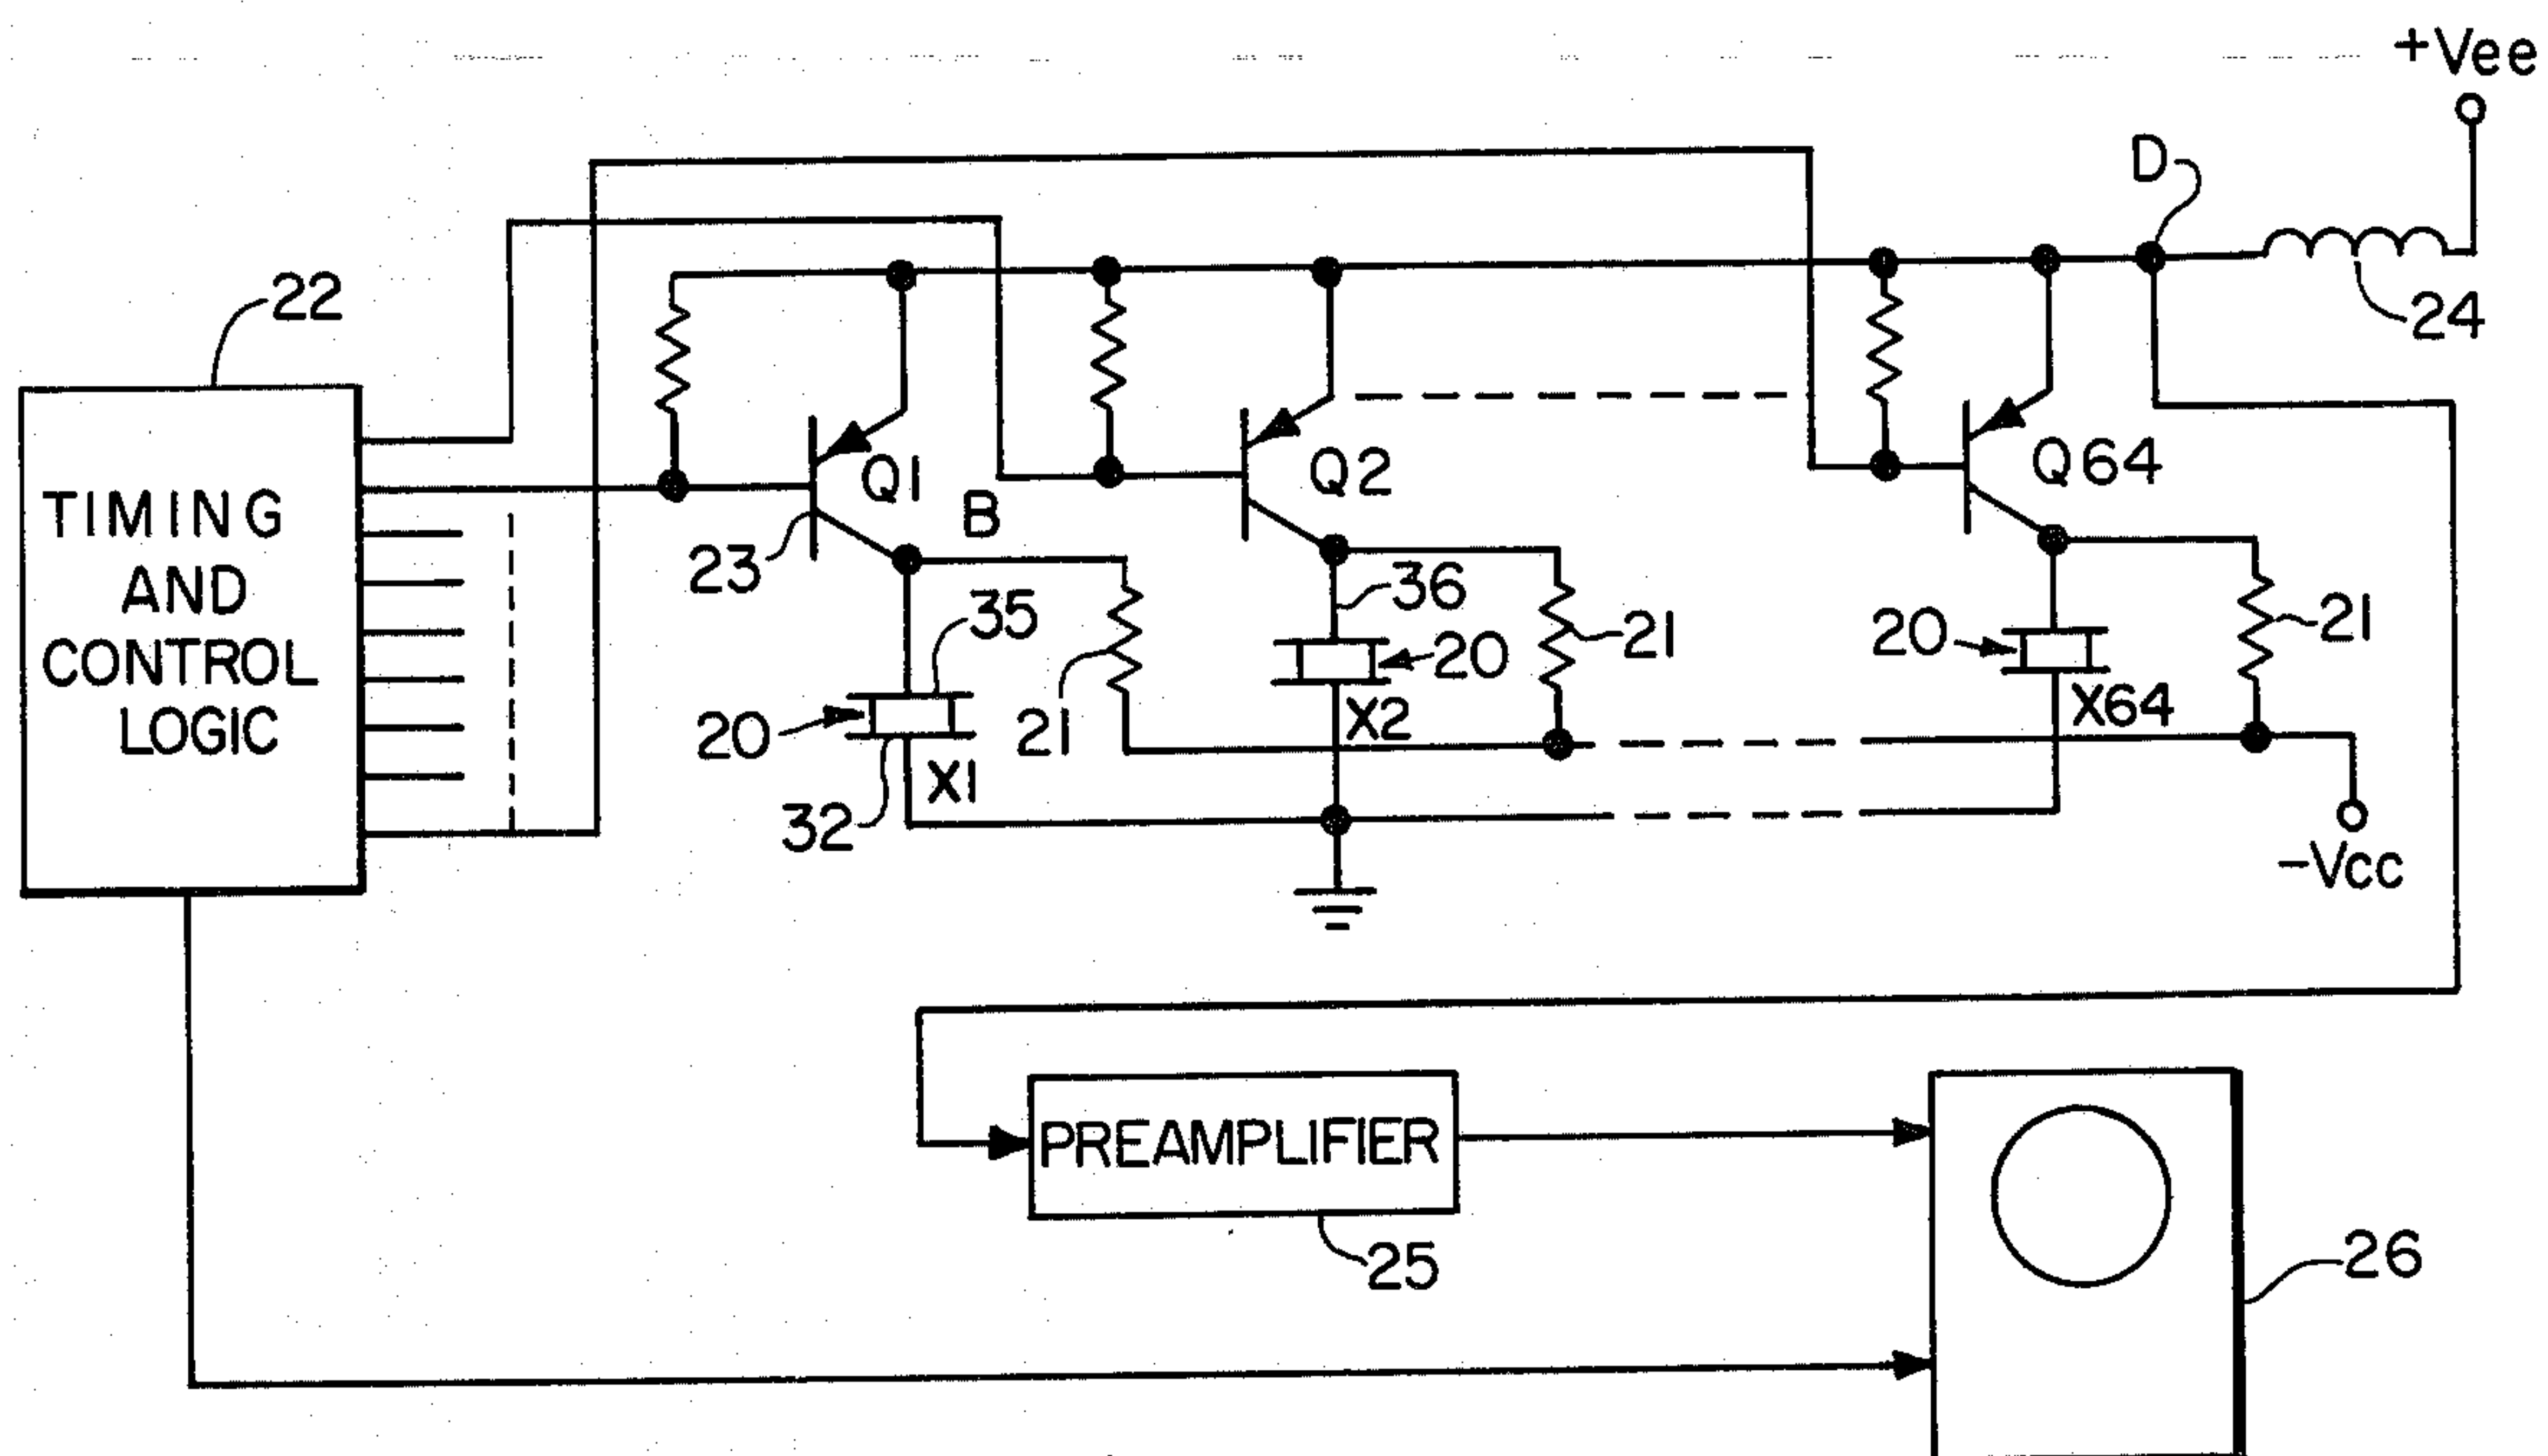 +Vee
D
22
24
TIMING
AND
CONTROL
LOGIC
Q1
B
Q2
Q64
23
35
36
21
20
20
21
20
21
X1
X2
X64
32
-Vcc
PREAMPLIFIER
25
26